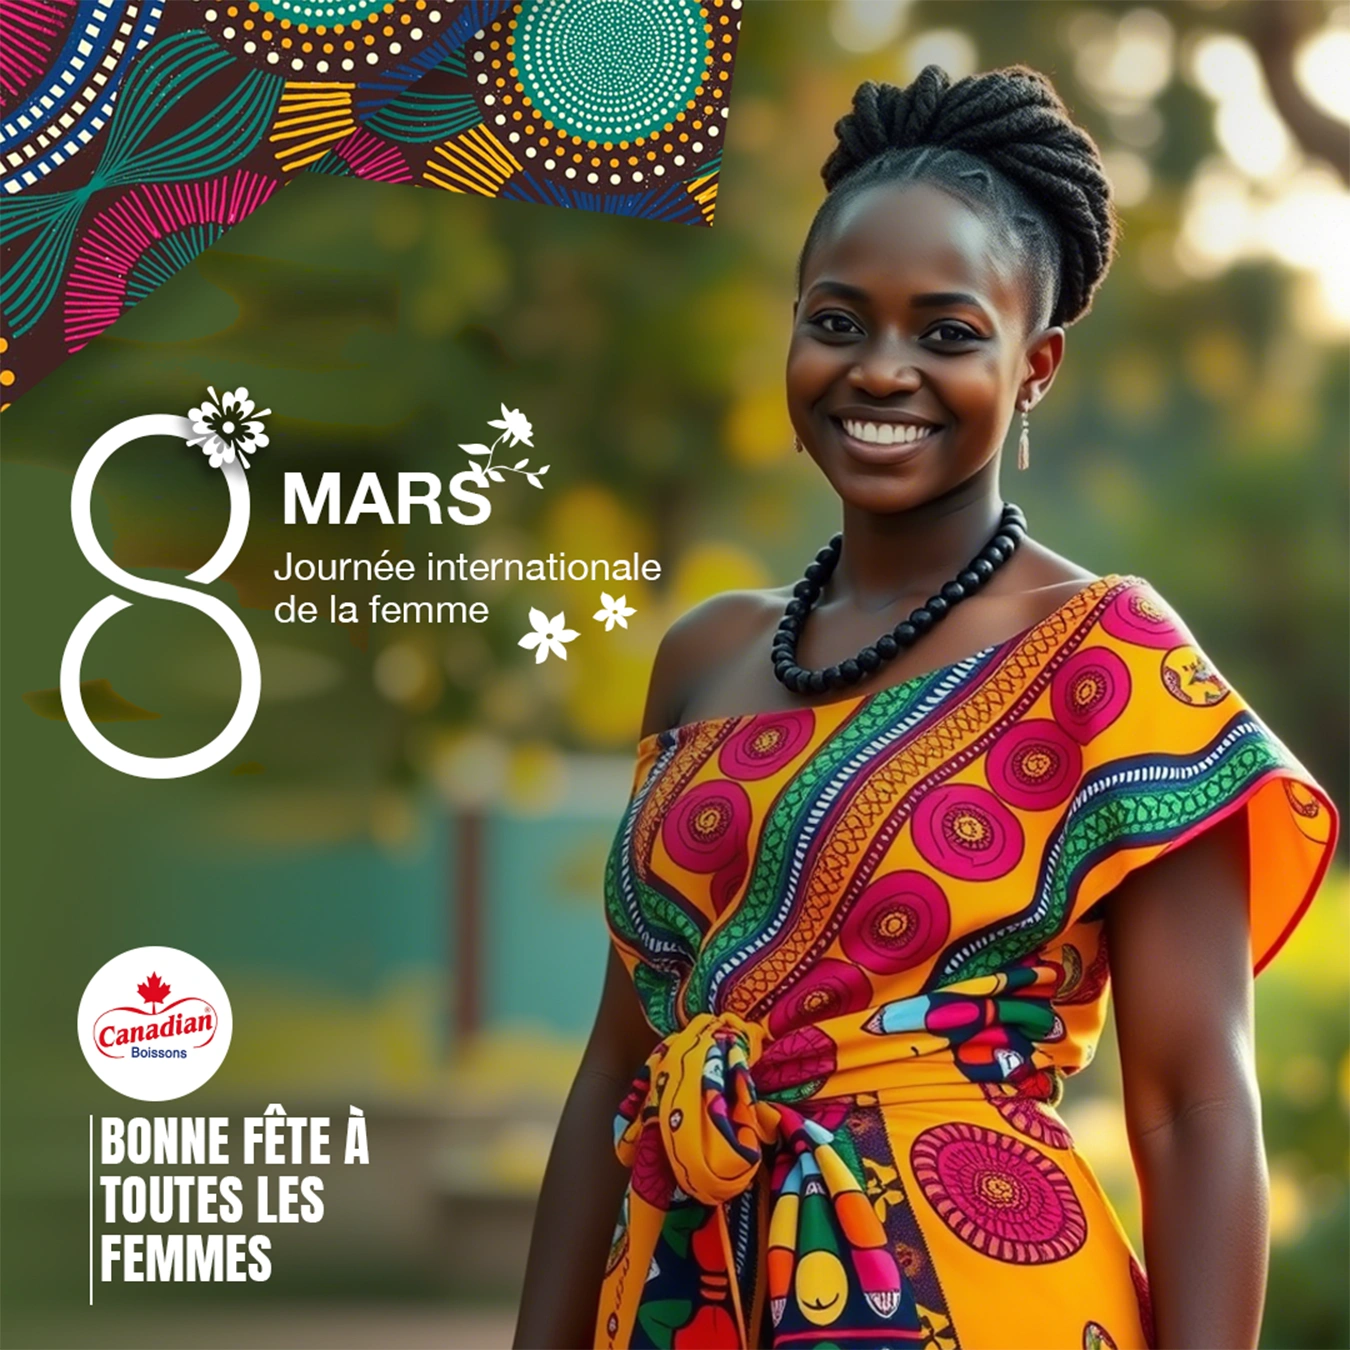 8
MARS
Journée internationale
de la femme
Canadian®
Boissons
BONNE FÊTE À
TOUTES LES
FEMMES